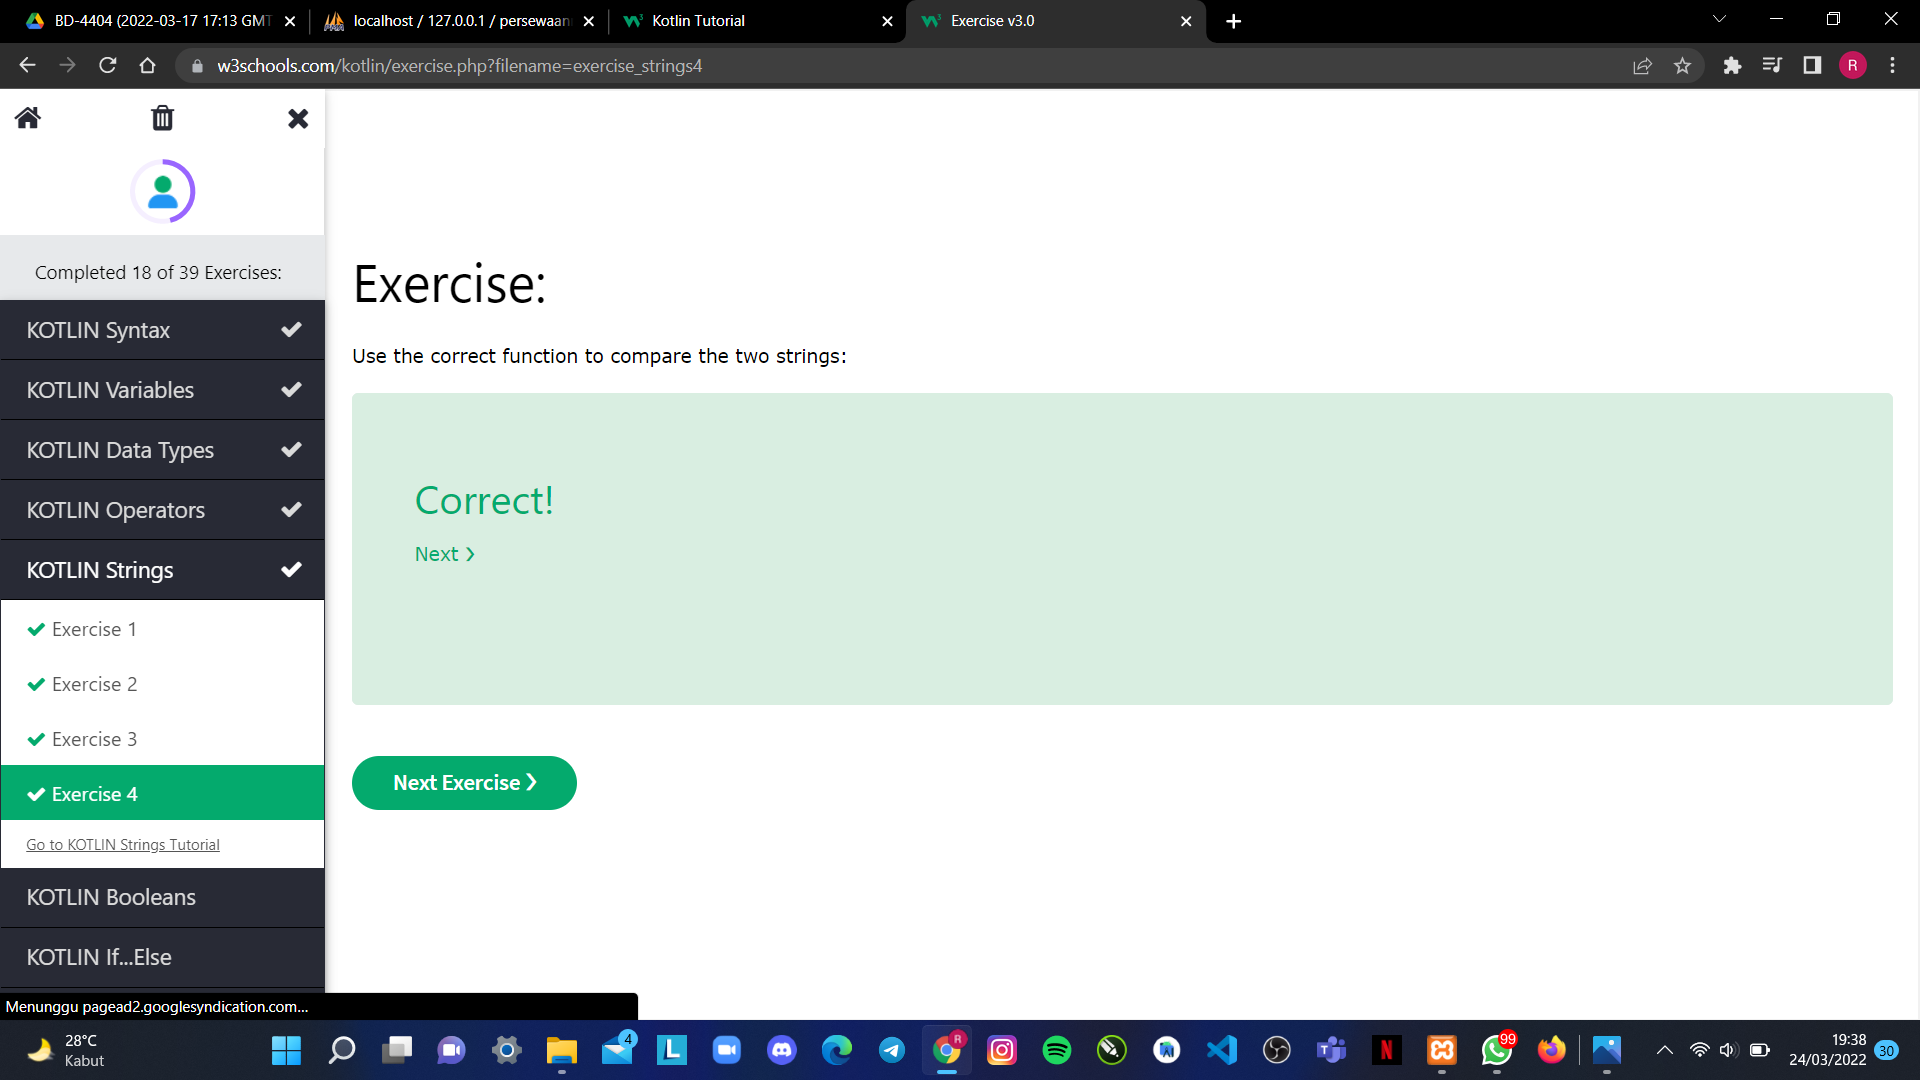 BD-4404 (2022-03-17 17:13 GMT
localhost / 127.0.0.1 / persewaan
Kotlin Tutorial
Exercise v3.0
w3schools.com/kotlin/exercise.php?filename=exercise_strings4
R
Completed 18 of 39 Exercises:
KOTLIN Syntax
KOTLIN Variables
KOTLIN Data Types
KOTLIN Operators
KOTLIN Strings
Exercise 1
Exercise 2
Exercise 3
Exercise 4
Go to KOTLIN Strings Tutorial
KOTLIN Booleans
KOTLIN If...Else
Exercise:
Use the correct function to compare the two strings:
Correct!
Next ❯
Next Exercise ❯
Menunggu pagead2.googlesyndication.com...
28°C
Kabut
4
L
R
N
99
19:38
24/03/2022
30